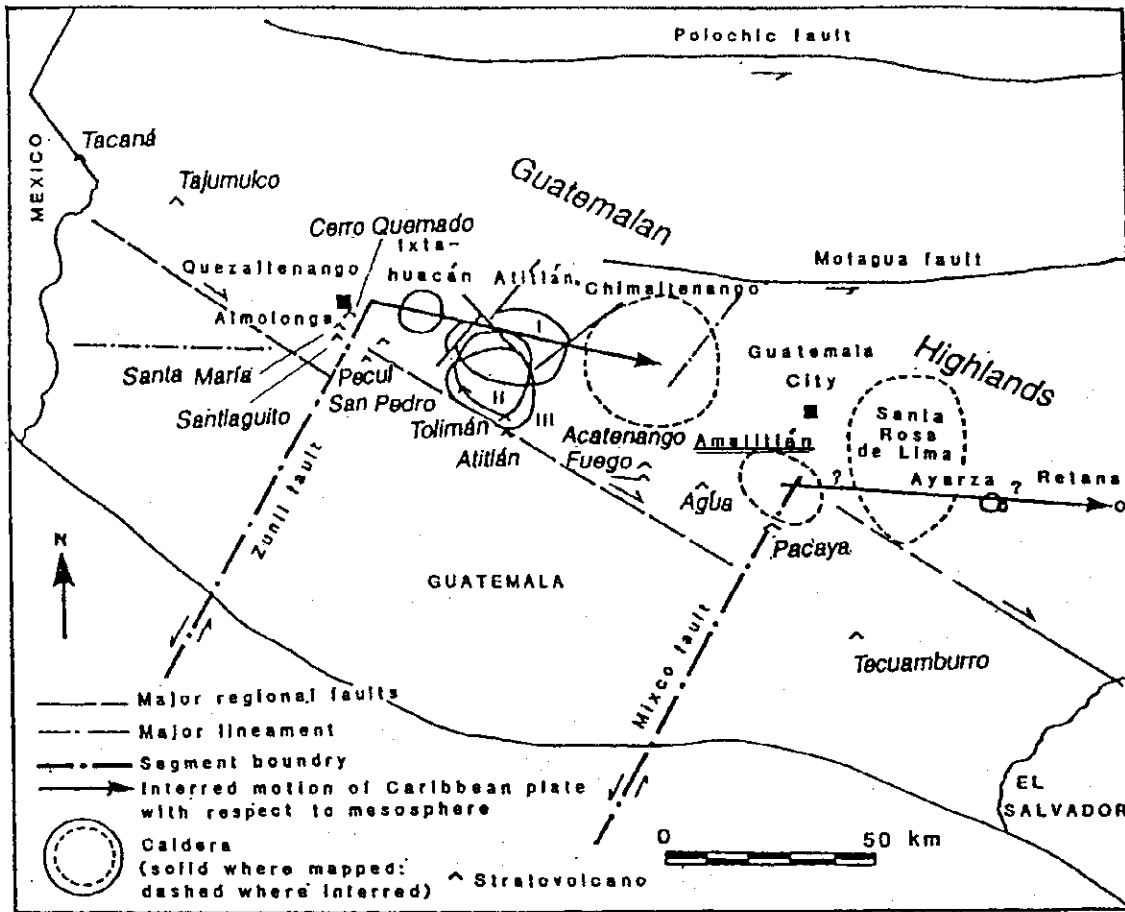 Polochic fault
MEXICO
Tacaná
Tajumulco
Guatemalan
Cerro Quemado
Ixta-
huacán
Atitlán
Quezaltenango
Chimaltenango
Motagua fault
Almolonga
I
Guatemala
City
Highlands
Santa María
Santiaguito
Pecul
San Pedro
II
III
Tolimán
Atitlán
Acatenango
Fuego
Amatitlán
Santa
Rosa
de Lima
?
Ayarza
?
Retana
Agua
Pacaya
Zunil fault
N
GUATEMALA
Tecuamburro
Mixco fault
Major regional faults
Major lineament
Segment boundry
Interred motion of Caribbean plate
with respect to mesosphere
Caldera
(solid where mapped:
dashed where inferred)
Stratovolcano
0
50 km
EL
SALVADOR